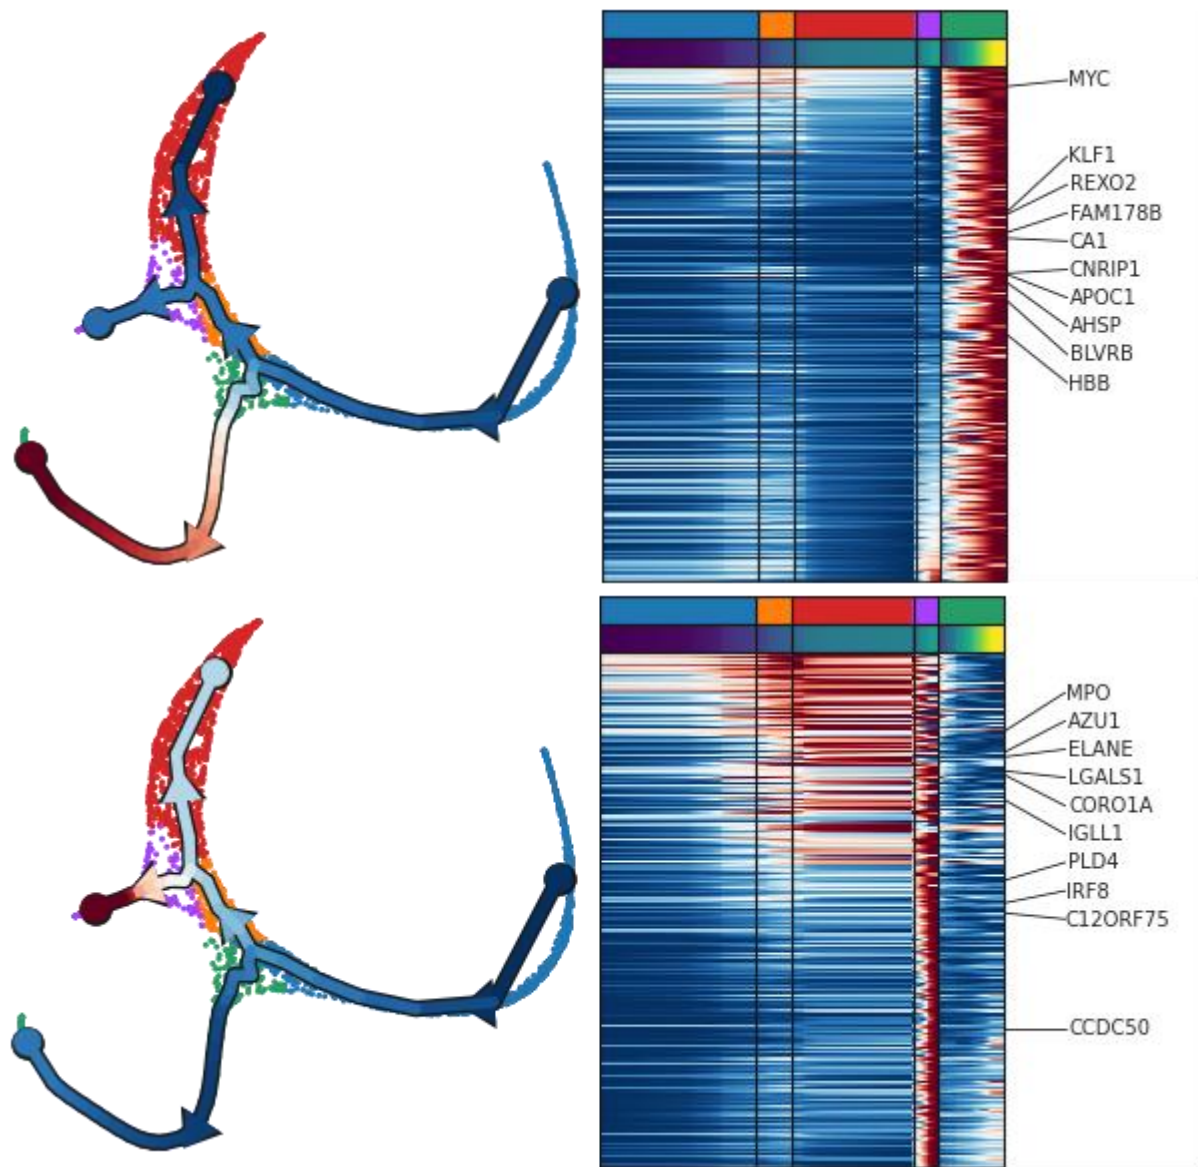 MYC
KLF1
REXO2
FAM178B
CA1
CNRIP1
APOC1
AHSP
BLVRB
HBB
MPO
AZU1
ELANE
LGALS1
CORO1A
IGLL1
PLD4
IRF8
C12ORF75
CCDC50